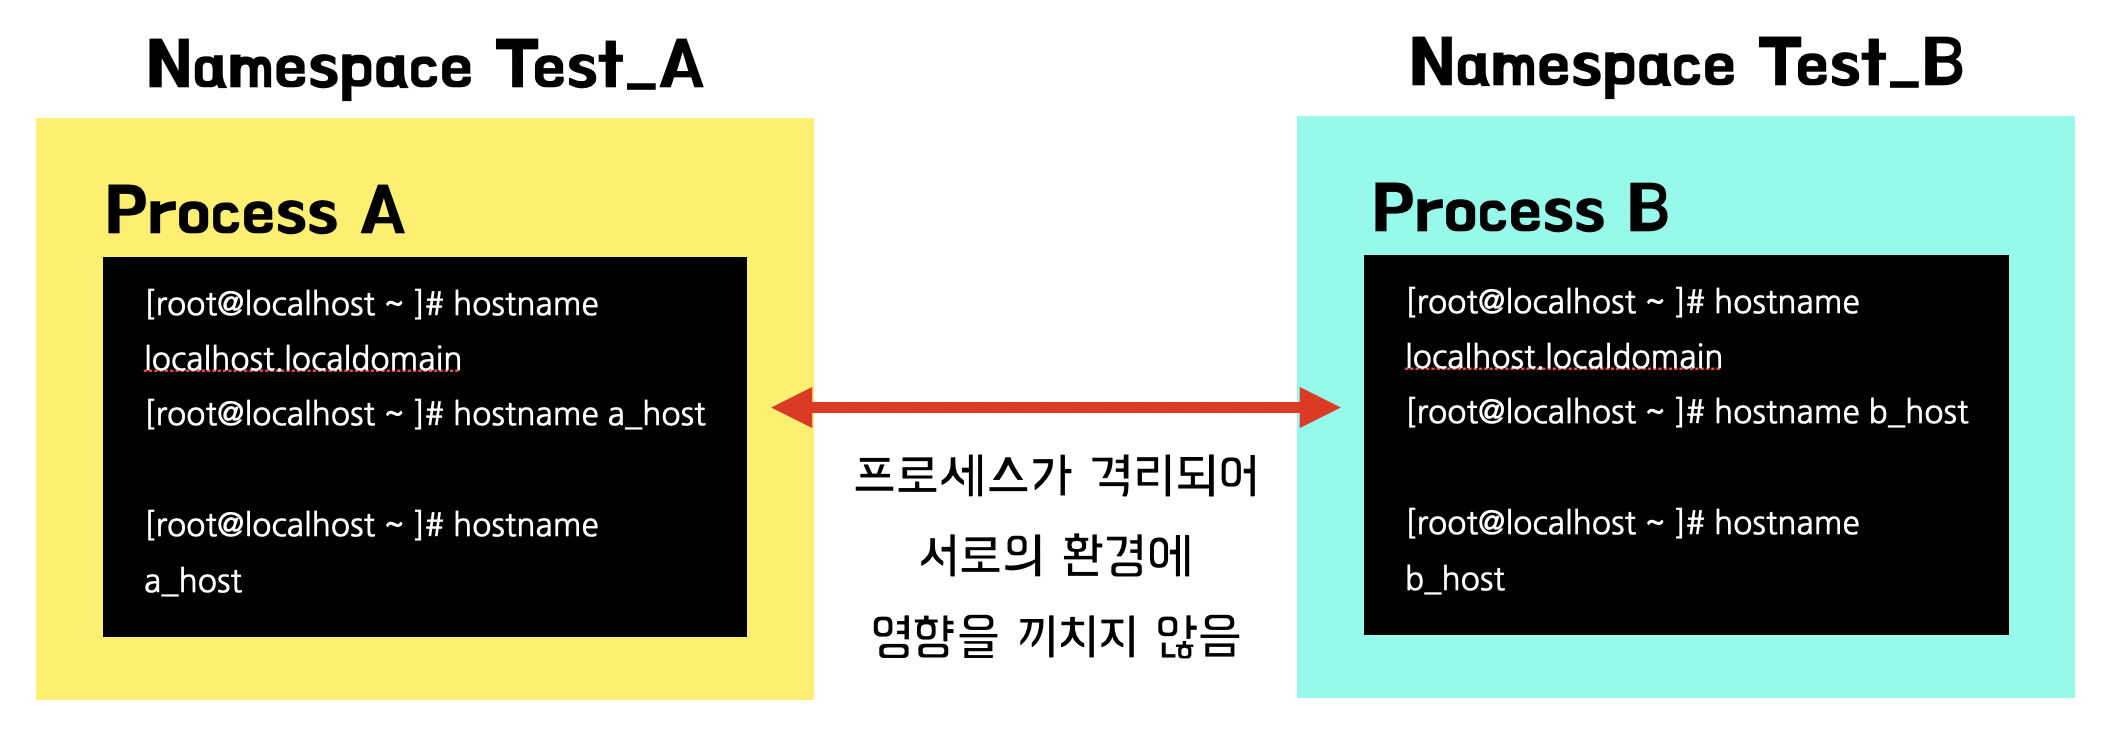 Namespace Test_A
Process A
[root@localhost ~ ]# hostname
localhost.localdomain
[root@localhost ~ ]# hostname a_host
[root@localhost ~ ]# hostname
a_host
프로세스가 격리되어
서로의 환경에
영향을 끼치지 않음
Namespace Test_B
Process B
[root@localhost ~ ]# hostname
localhost.localdomain
[root@localhost ~ ]# hostname b_host
[root@localhost ~ ]# hostname
b_host